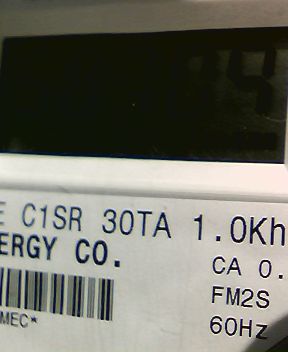 E C1SR 30TA 1.0Kh
ERGY CO.
CA 0.
FM2S
MEC*
60Hz